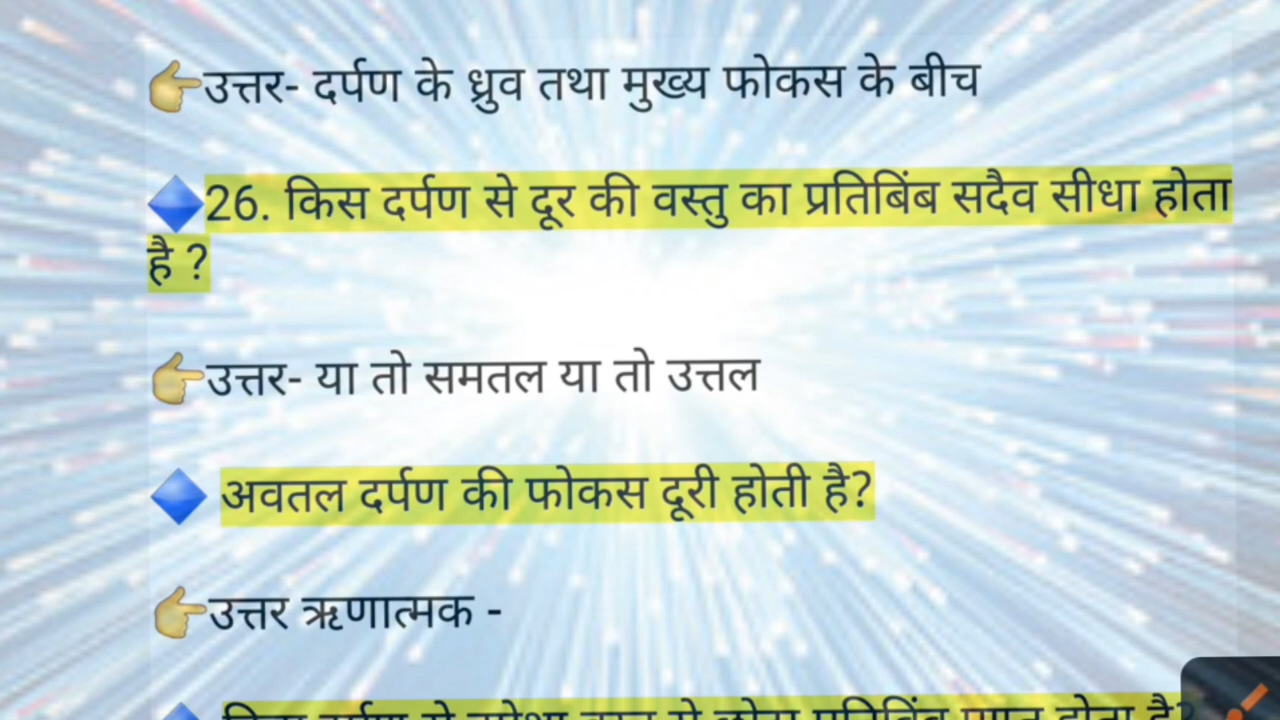 👉उत्तर- दर्पण के ध्रुव तथा मुख्य फोकस के बीच
🔷26. किस दर्पण से दूर की वस्तु का प्रतिबिंब सदैव सीधा होता
है ?
👉उत्तर- या तो समतल या तो उत्तल
🔷 अवतल दर्पण की फोकस दूरी होती है?
👉उत्तर ऋणात्मक -